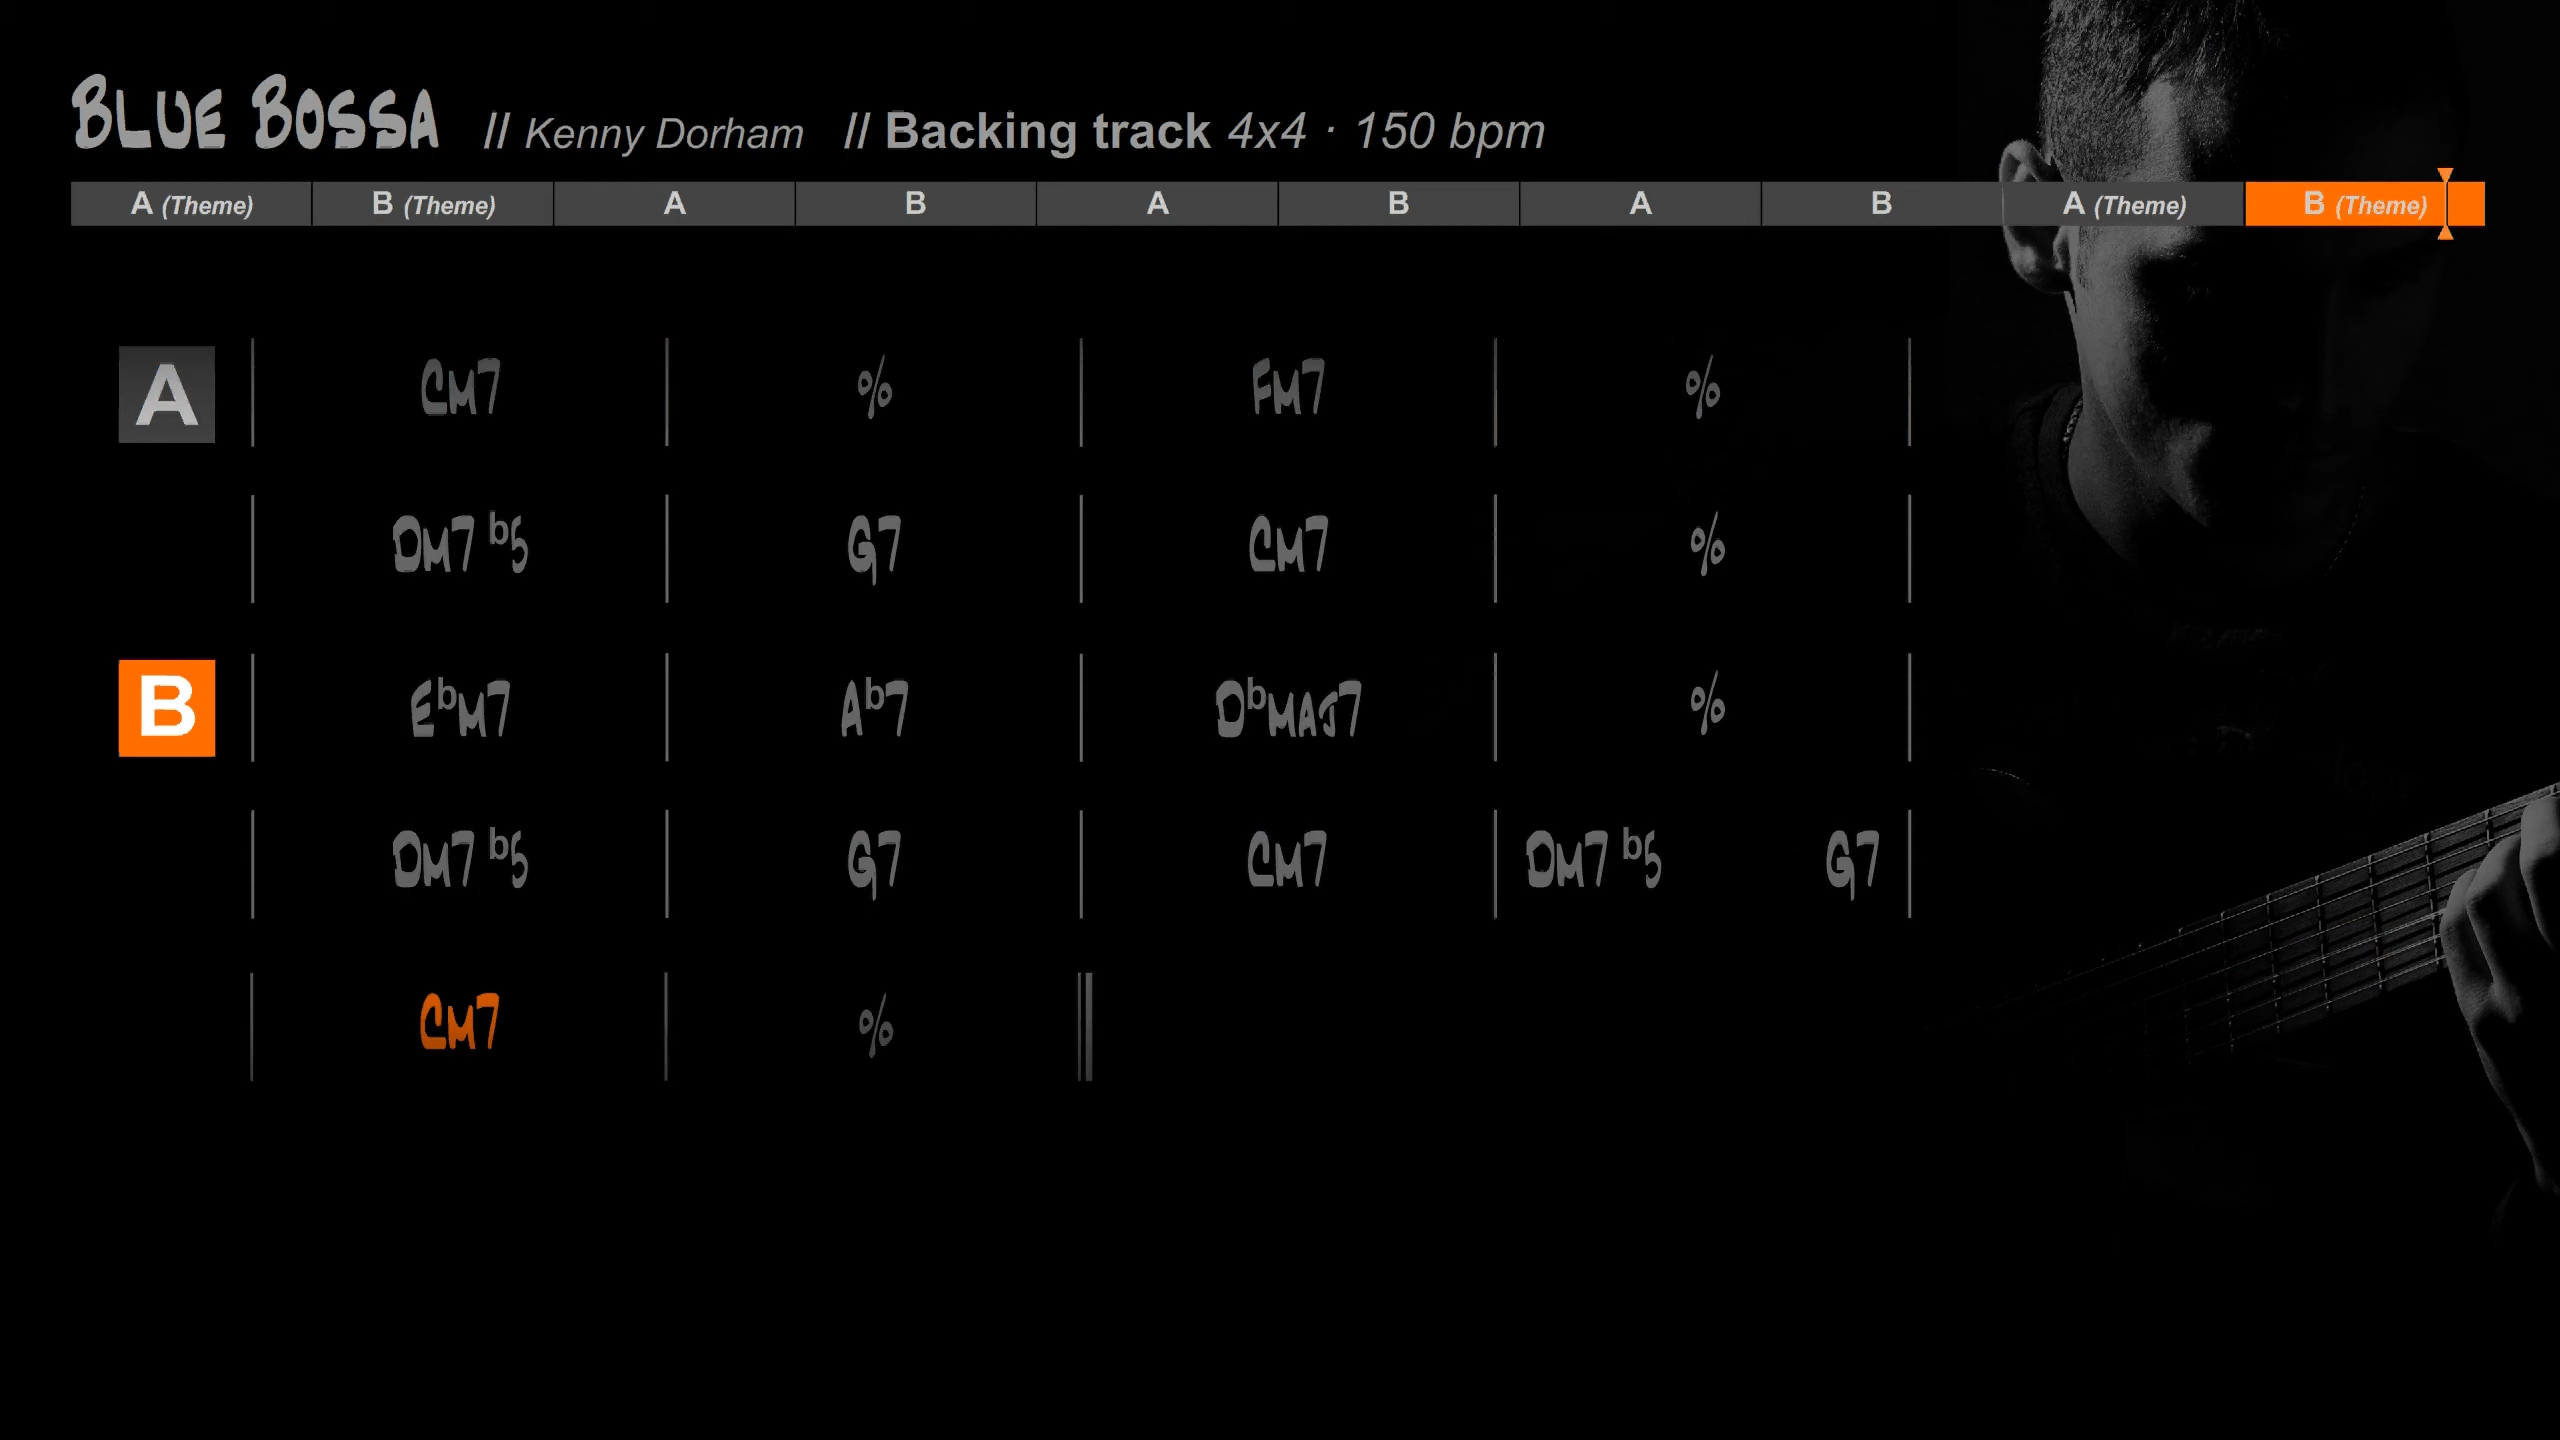 BLUE BOSSA // Kenny Dorham // Backing track 4x4 · 150 bpm
A (Theme) B (Theme) A B A B A B A (Theme) B (Theme)
A CM7 % FM7 %
DM7 b5 G7 CM7 %
B EbM7 Ab7 DbMAJ7 %
DM7 b5 G7 CM7 DM7 b5 G7
CM7 %